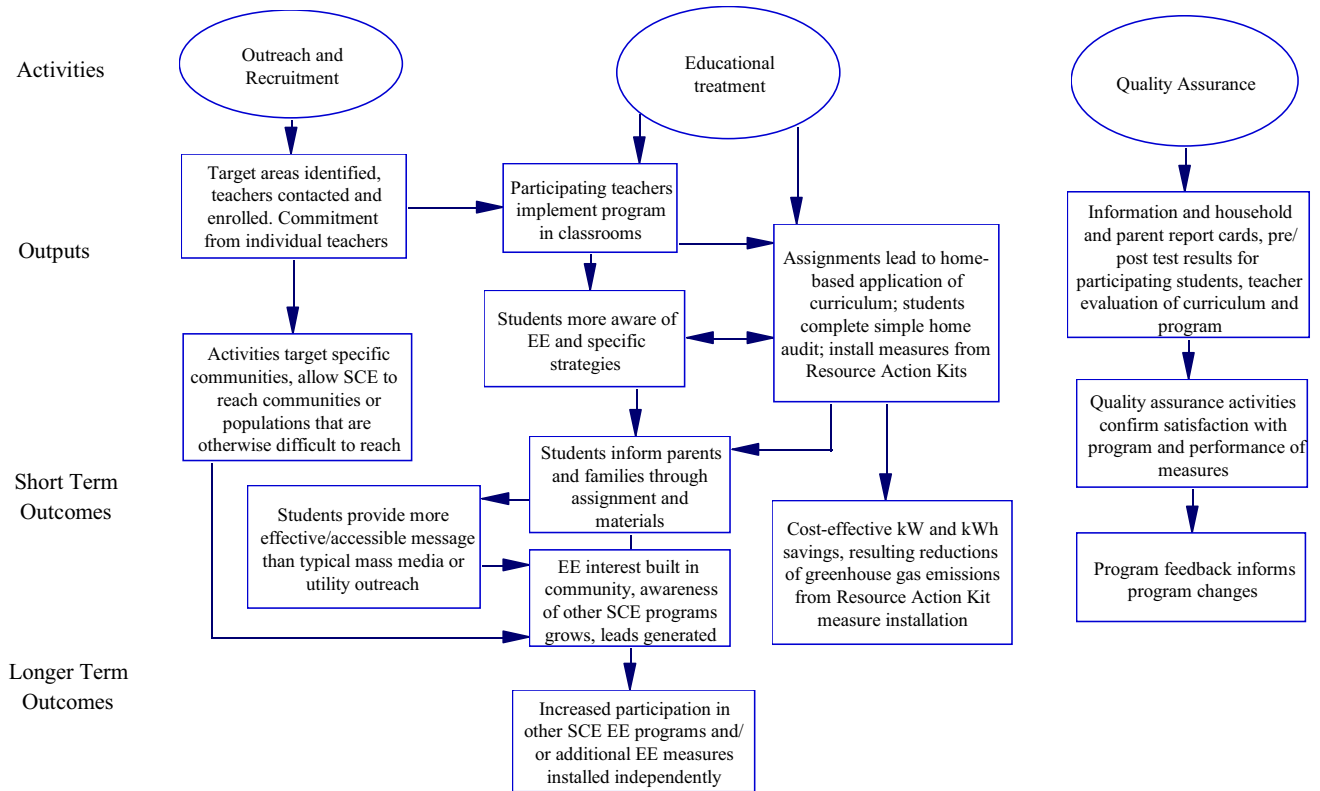 Activities
Outreach and
Recruitment
Educational
treatment
Quality Assurance
Outputs
Target areas identified,
teachers contacted and
enrolled. Commitment
from individual teachers
Participating teachers
implement program
in classrooms
Assignments lead to home-
based application of
curriculum; students
complete simple home
audit; install measures from
Resource Action Kits
Information and household
and parent report cards, pre/
post test results for
participating students, teacher
evaluation of curriculum and
program
Students more aware of
EE and specific
strategies
Activities target specific
communities, allow SCE to
reach communities or
populations that are
otherwise difficult to reach
Quality assurance activities
confirm satisfaction with
program and performance of
measures
Short Term
Outcomes
Students inform parents
and families through
assignment and
materials
Students provide more
effective/accessible message
than typical mass media or
utility outreach
Cost-effective kW and kWh
savings, resulting reductions
of greenhouse gas emissions
from Resource Action Kit
measure installation
Program feedback informs
program changes
EE interest built in
community, awareness
of other SCE programs
grows, leads generated
Longer Term
Outcomes
Increased participation in
other SCE EE programs and/
or additional EE measures
installed independently